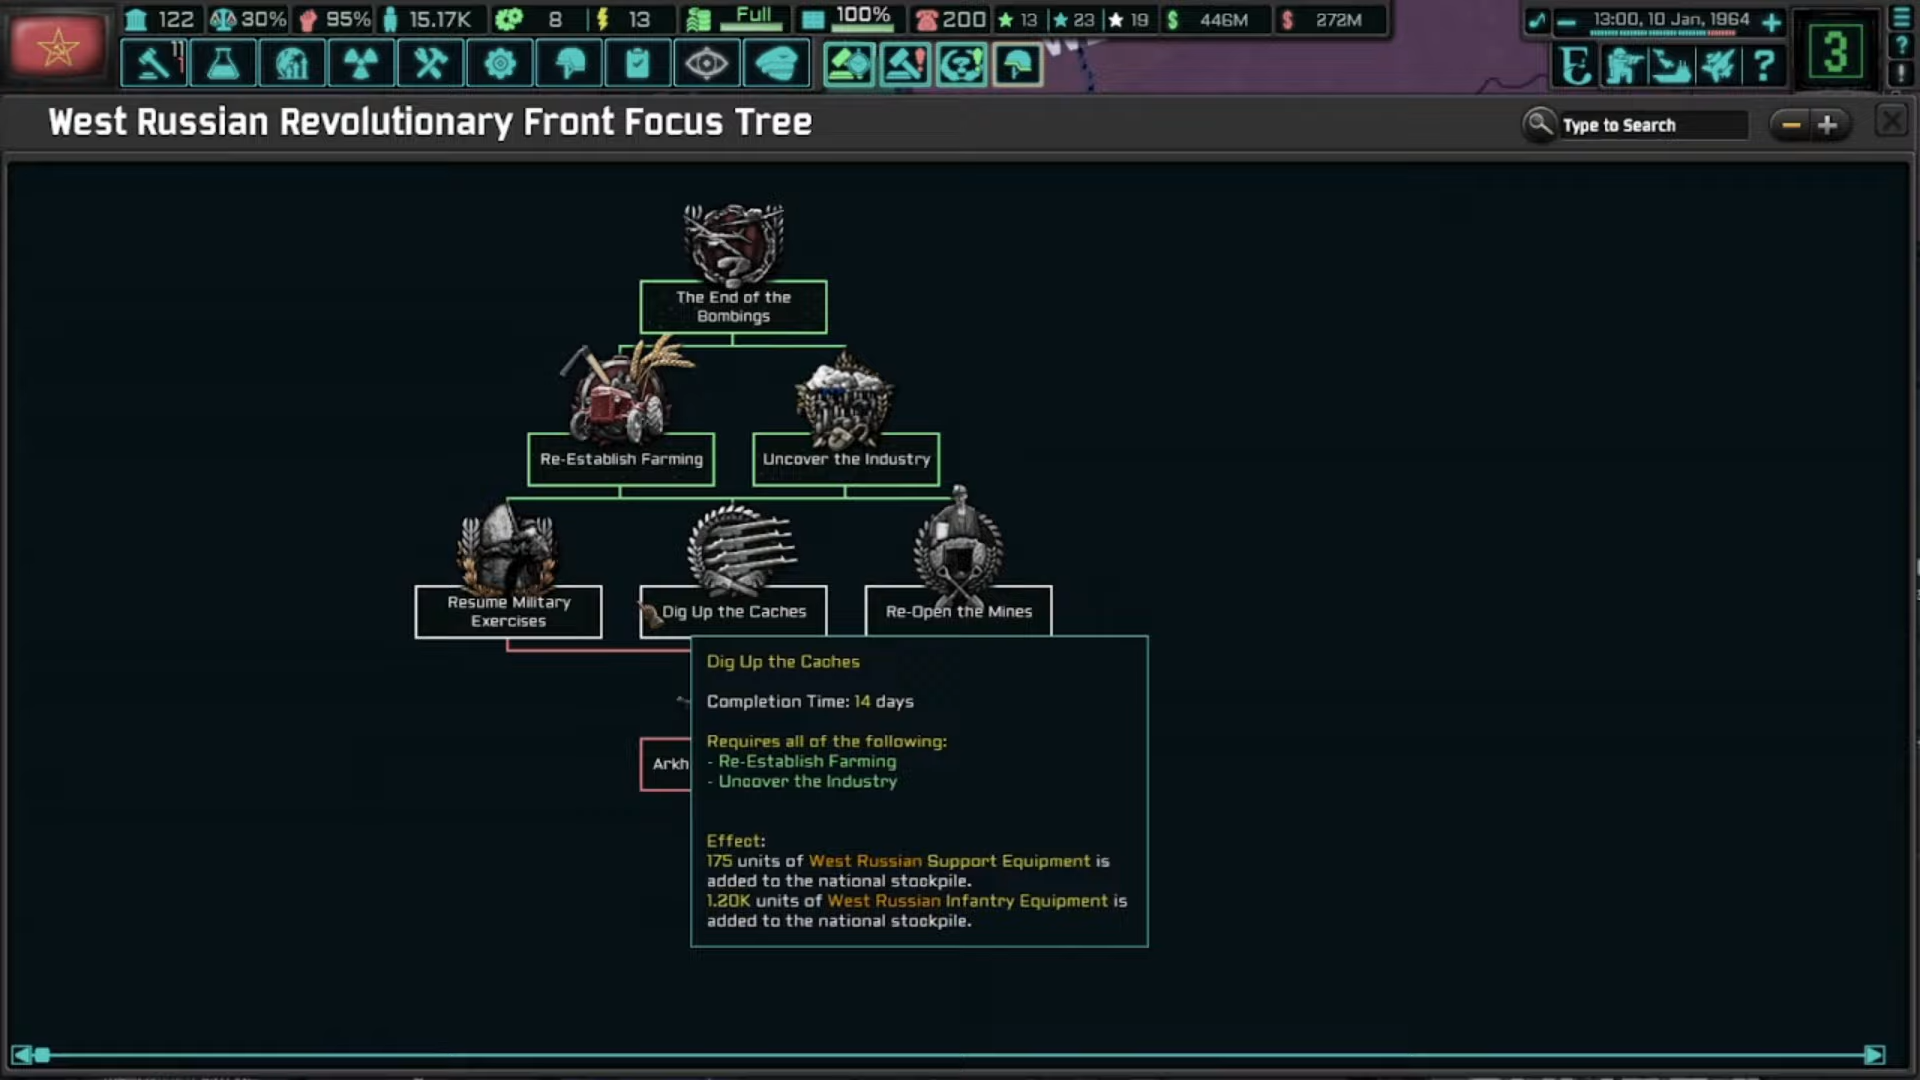 122 30% 95% 15.17K 8 13 Full 100% 200 13 23 19 $ 446M $ 272M
13:00, 10 Jan, 1964
11
3
West Russian Revolutionary Front Focus Tree
Type to Search
The End of the
Bombings
Re-Establish Farming
Uncover the Industry
Resume Military
Exercises
Dig Up the Caches
Re-Open the Mines
Arkh
Dig Up the Caches
Completion Time: 14 days
Requires all of the following:
- Re-Establish Farming
- Uncover the Industry
Effect:
175 units of West Russian Support Equipment is
added to the national stockpile.
1.20K units of West Russian Infantry Equipment is
added to the national stockpile.